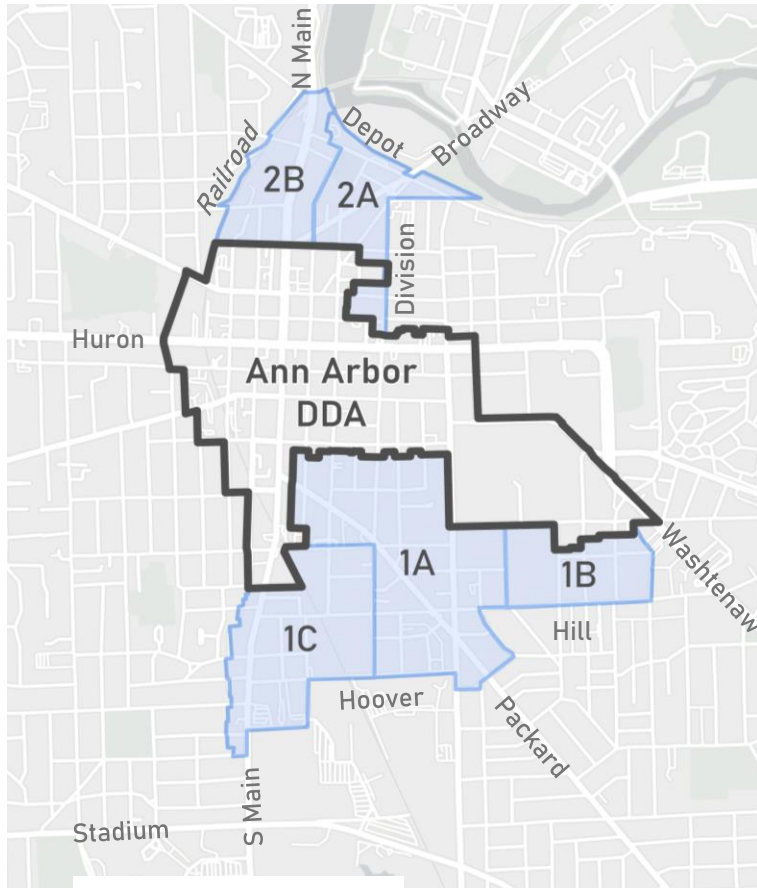 N Main
Depot
Broadway
Railroad
2B
2A
Division
Huron
Ann Arbor
DDA
1A
1B
Washtenaw
1C
Hill
Hoover
Packard
S Main
Stadium